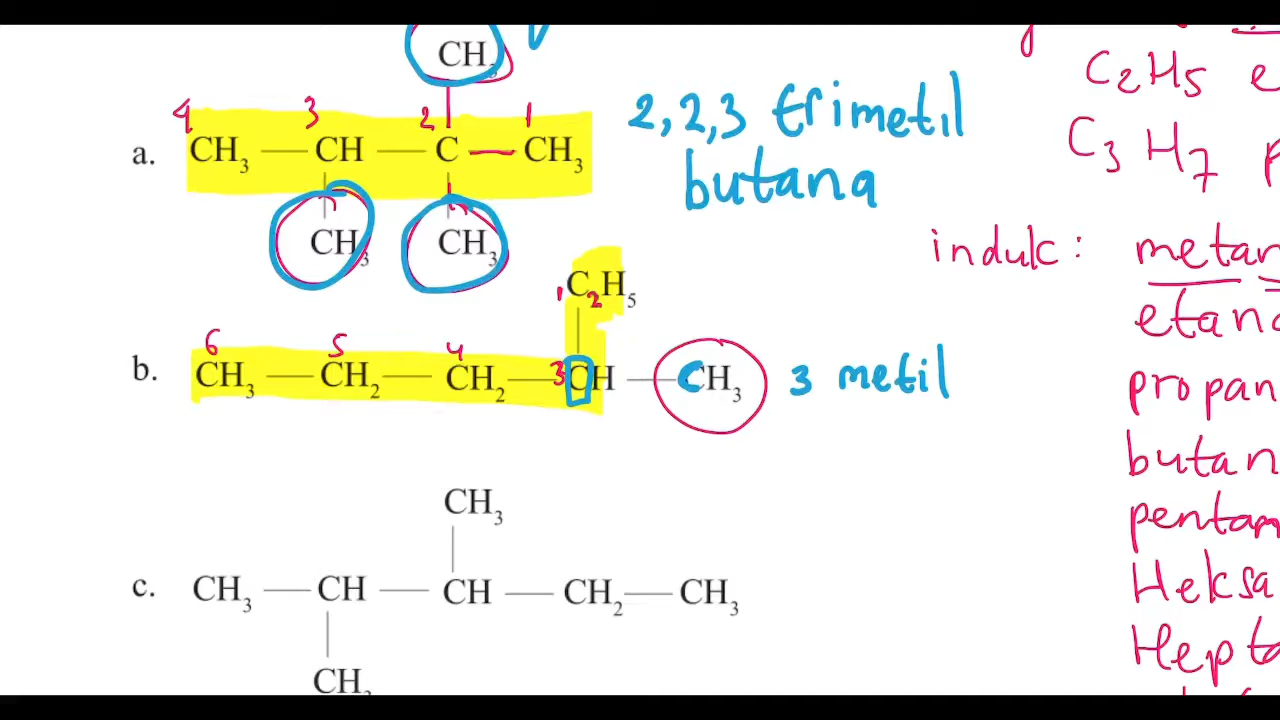 CH3
4 3 2 1
a. CH3 — CH — C — CH3
CH3 CH3
2,2,3 trimetil
butana
C2H5
1 2
6 5 4 3
b. CH3 — CH2 — CH2 — CH — CH3
3 metil
CH3
c. CH3 — CH — CH — CH2 — CH3
CH3
C2H5 e
C3H7 p
induk: metan
etana
propan
butan
pentan
Heksa
Hepta